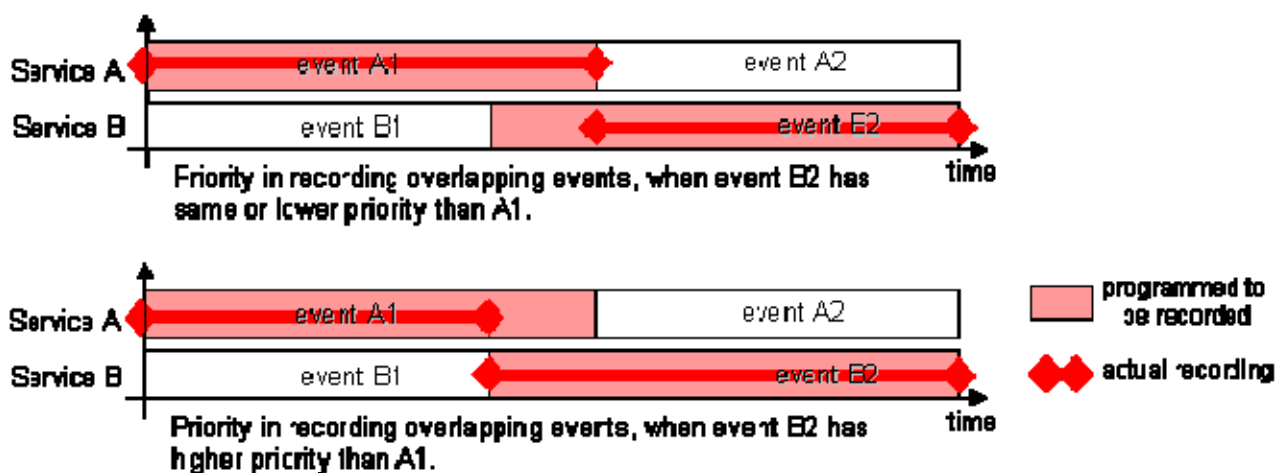 Service A
event A1
event A2
Service B
event B1
event B2
time
Priority in recording overlapping events, when event B2 has
same or lower priority than A1.
Service A
event A1
event A2
programmed to
be recorded
Service B
event B1
event B2
actual recording
time
Priority in recording overlapping events, when event B2 has
higher priority than A1.